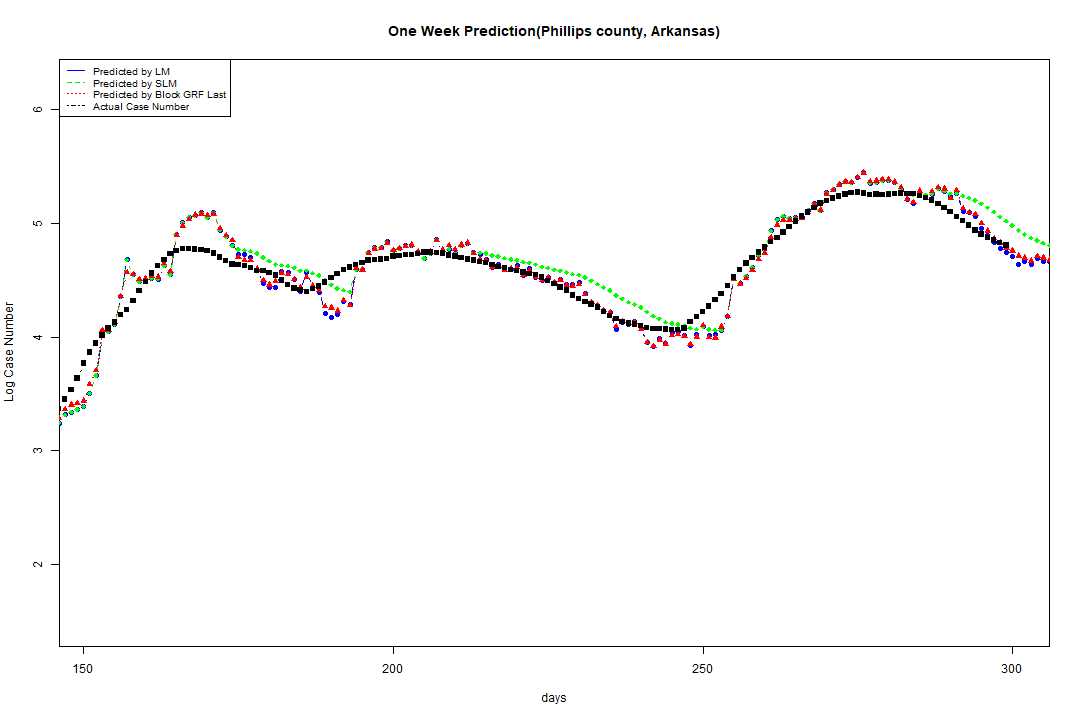 One Week Prediction(Phillips county, Arkansas)
Predicted by LM
Predicted by SLM
Predicted by Block GRF Last
Actual Case Number
6
5
4
3
2
Log Case Number
150 200 250 300
days